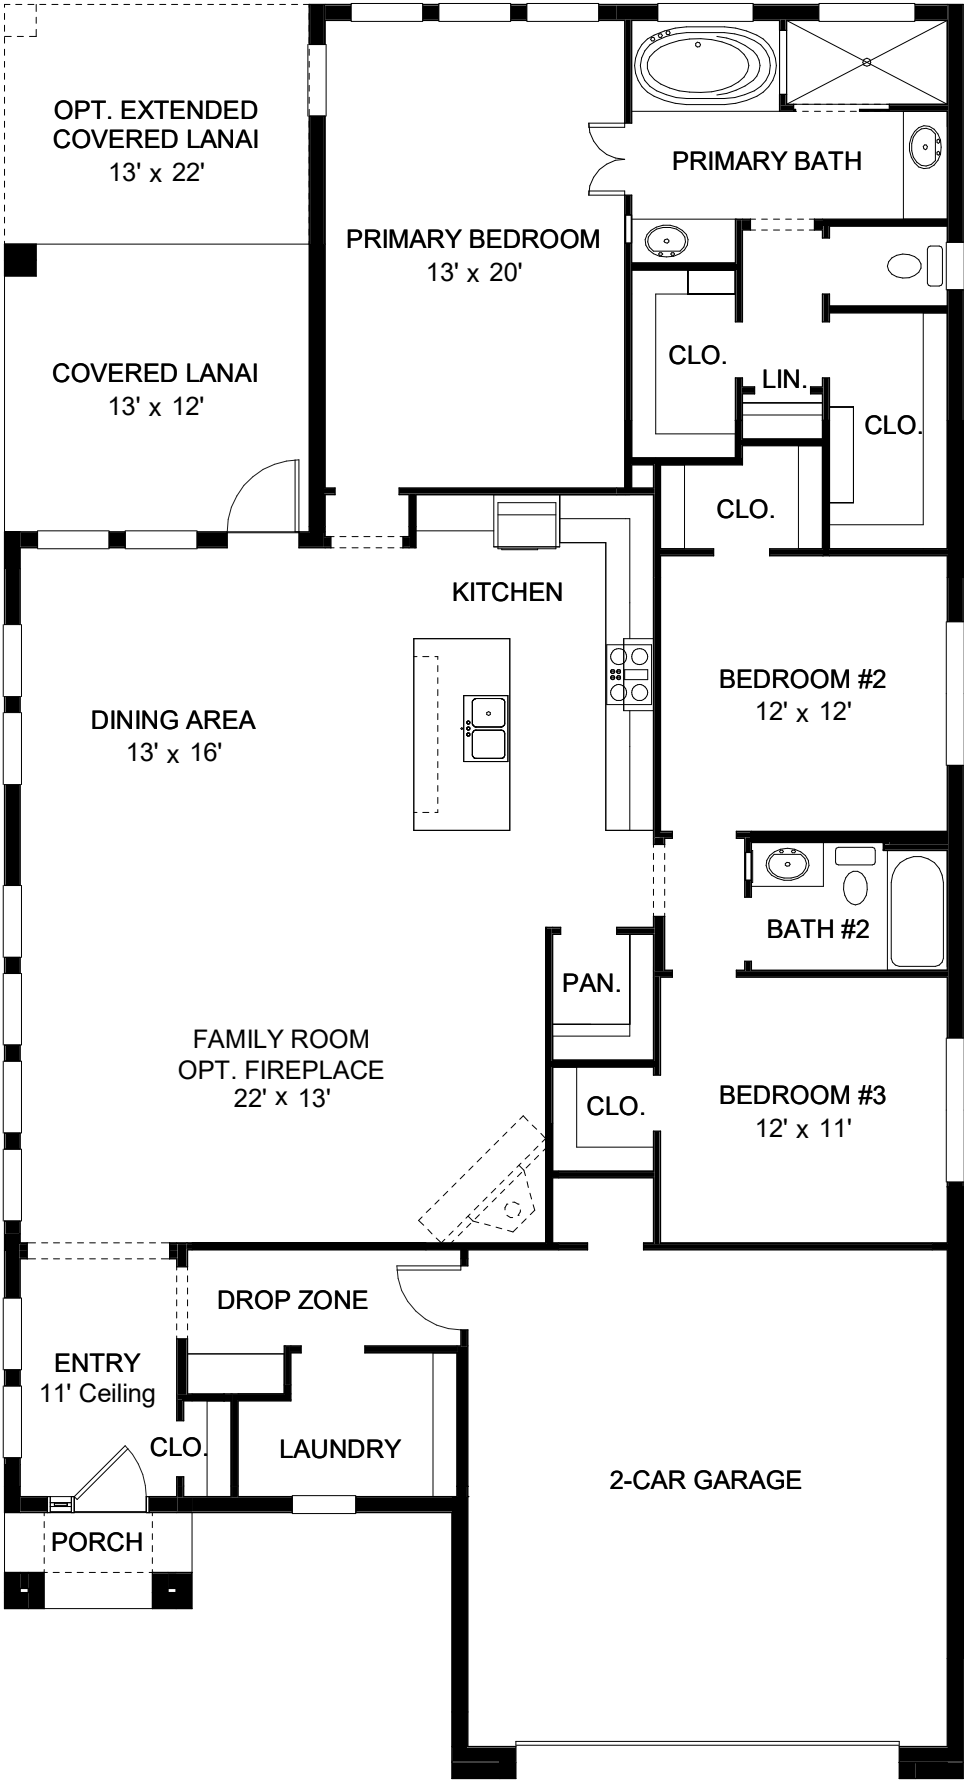 OPT. EXTENDED
COVERED LANAI
13' x 22'
PRIMARY BATH
PRIMARY BEDROOM
13' x 20'
COVERED LANAI
13' x 12'
CLO.
LIN.
CLO.
CLO.
KITCHEN
BEDROOM #2
12' x 12'
DINING AREA
13' x 16'
BATH #2
PAN.
FAMILY ROOM
OPT. FIREPLACE
22' x 13'
CLO.
BEDROOM #3
12' x 11'
DROP ZONE
ENTRY
11' Ceiling
CLO.
LAUNDRY
2-CAR GARAGE
PORCH